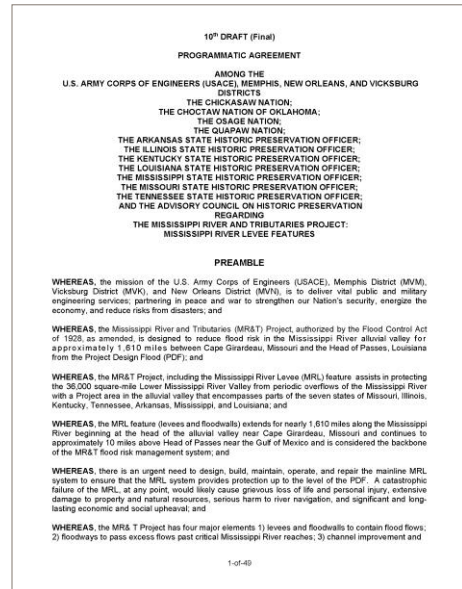 10th DRAFT (Final)
PROGRAMMATIC AGREEMENT
AMONG THE
U.S. ARMY CORPS OF ENGINEERS (USACE), MEMPHIS, NEW ORLEANS, AND VICKSBURG
DISTRICTS
THE CHICKASAW NATION;
THE CHOCTAW NATION OF OKLAHOMA;
THE OSAGE NATION;
THE QUAPAW NATION;
THE ARKANSAS STATE HISTORIC PRESERVATION OFFICER;
THE ILLINOIS STATE HISTORIC PRESERVATION OFFICER;
THE KENTUCKY STATE HISTORIC PRESERVATION OFFICER;
THE LOUISIANA STATE HISTORIC PRESERVATION OFFICER;
THE MISSISSIPPI STATE HISTORIC PRESERVATION OFFICER;
THE MISSOURI STATE HISTORIC PRESERVATION OFFICER;
THE TENNESSEE STATE HISTORIC PRESERVATION OFFICER;
AND THE ADVISORY COUNCIL ON HISTORIC PRESERVATION
REGARDING
THE MISSISSIPPI RIVER AND TRIBUTARIES PROJECT:
MISSISSIPPI RIVER LEVEE FEATURES
PREAMBLE
WHEREAS, the mission of the U.S. Army Corps of Engineers (USACE), Memphis District (MVM),
Vicksburg District (MVK), and New Orleans District (MVN), is to deliver vital public and military
engineering services; partnering in peace and war to strengthen our Nation's security, energize the
economy, and reduce risks from disasters; and
WHEREAS, the Mississippi River and Tributaries (MR&T) Project, authorized by the Flood Control Act
of 1928, as amended, is designed to reduce flood risk in the Mississippi River alluvial valley for
approximately 1,610 miles between Cape Girardeau, Missouri and the Head of Passes, Louisiana
from the Project Design Flood (PDF); and
WHEREAS, the MR&T Project, including the Mississippi River Levee (MRL) feature assists in protecting
the 36,000 square-mile Lower Mississippi River Valley from periodic overflows of the Mississippi River
with a Project area in the alluvial valley that encompasses parts of the seven states of Missouri, Illinois,
Kentucky, Tennessee, Arkansas, Mississippi, and Louisiana; and
WHEREAS, the MRL feature (levees and floodwalls) extends for nearly 1,610 miles along the Mississippi
River beginning at the head of the alluvial valley near Cape Girardeau, Missouri and continues to
approximately 10 miles above Head of Passes near the Gulf of Mexico and is considered the backbone
of the MR&T flood risk management system; and
WHEREAS, there is an urgent need to design, build, maintain, operate, and repair the mainline MRL
system to ensure that the MRL system provides protection up to the level of the PDF. A catastrophic
failure of the MRL, at any point, would likely cause grievous loss of life and personal injury, extensive
damage to property and natural resources, serious harm to river navigation, and significant and long-
lasting economic and social upheaval; and
WHEREAS, the MR& T Project has four major elements 1) levees and floodwalls to contain flood flows;
2) floodways to pass excess flows past critical Mississippi River reaches; 3) channel improvement and
1-of-49